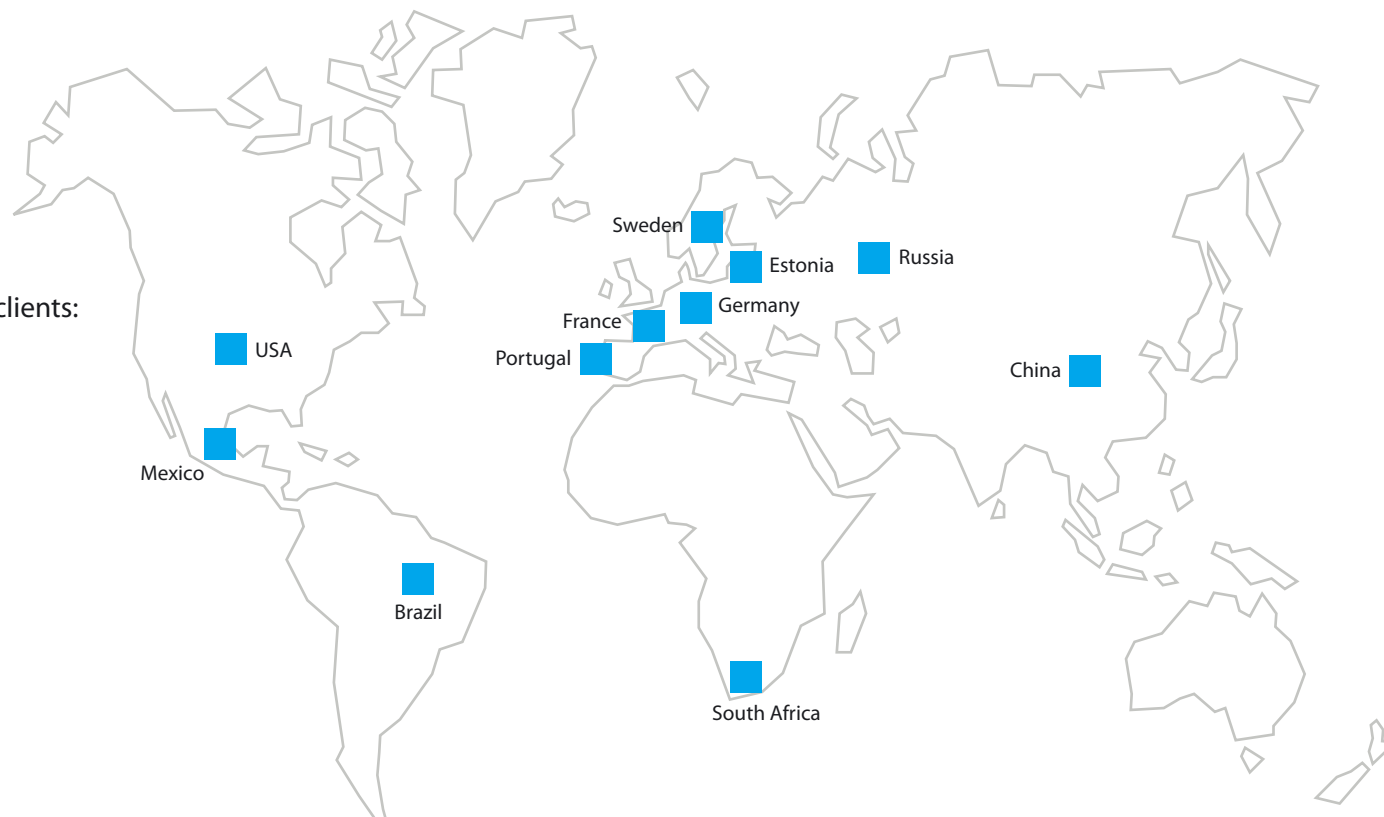 clients:
Sweden
Estonia
Russia
Germany
France
USA
Portugal
China
Mexico
Brazil
South Africa